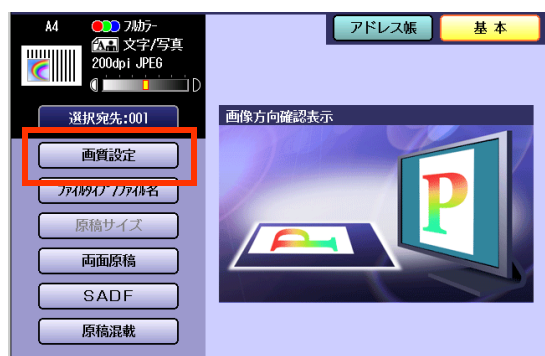 A4 フルカラー
文字/写真
200dpi JPEG
アドレス帳
基本
選択宛先:001
画質設定
ファイルタイプ/ファイル名
原稿サイズ
両面原稿
SADF
原稿混載
画像方向確認表示
P
P